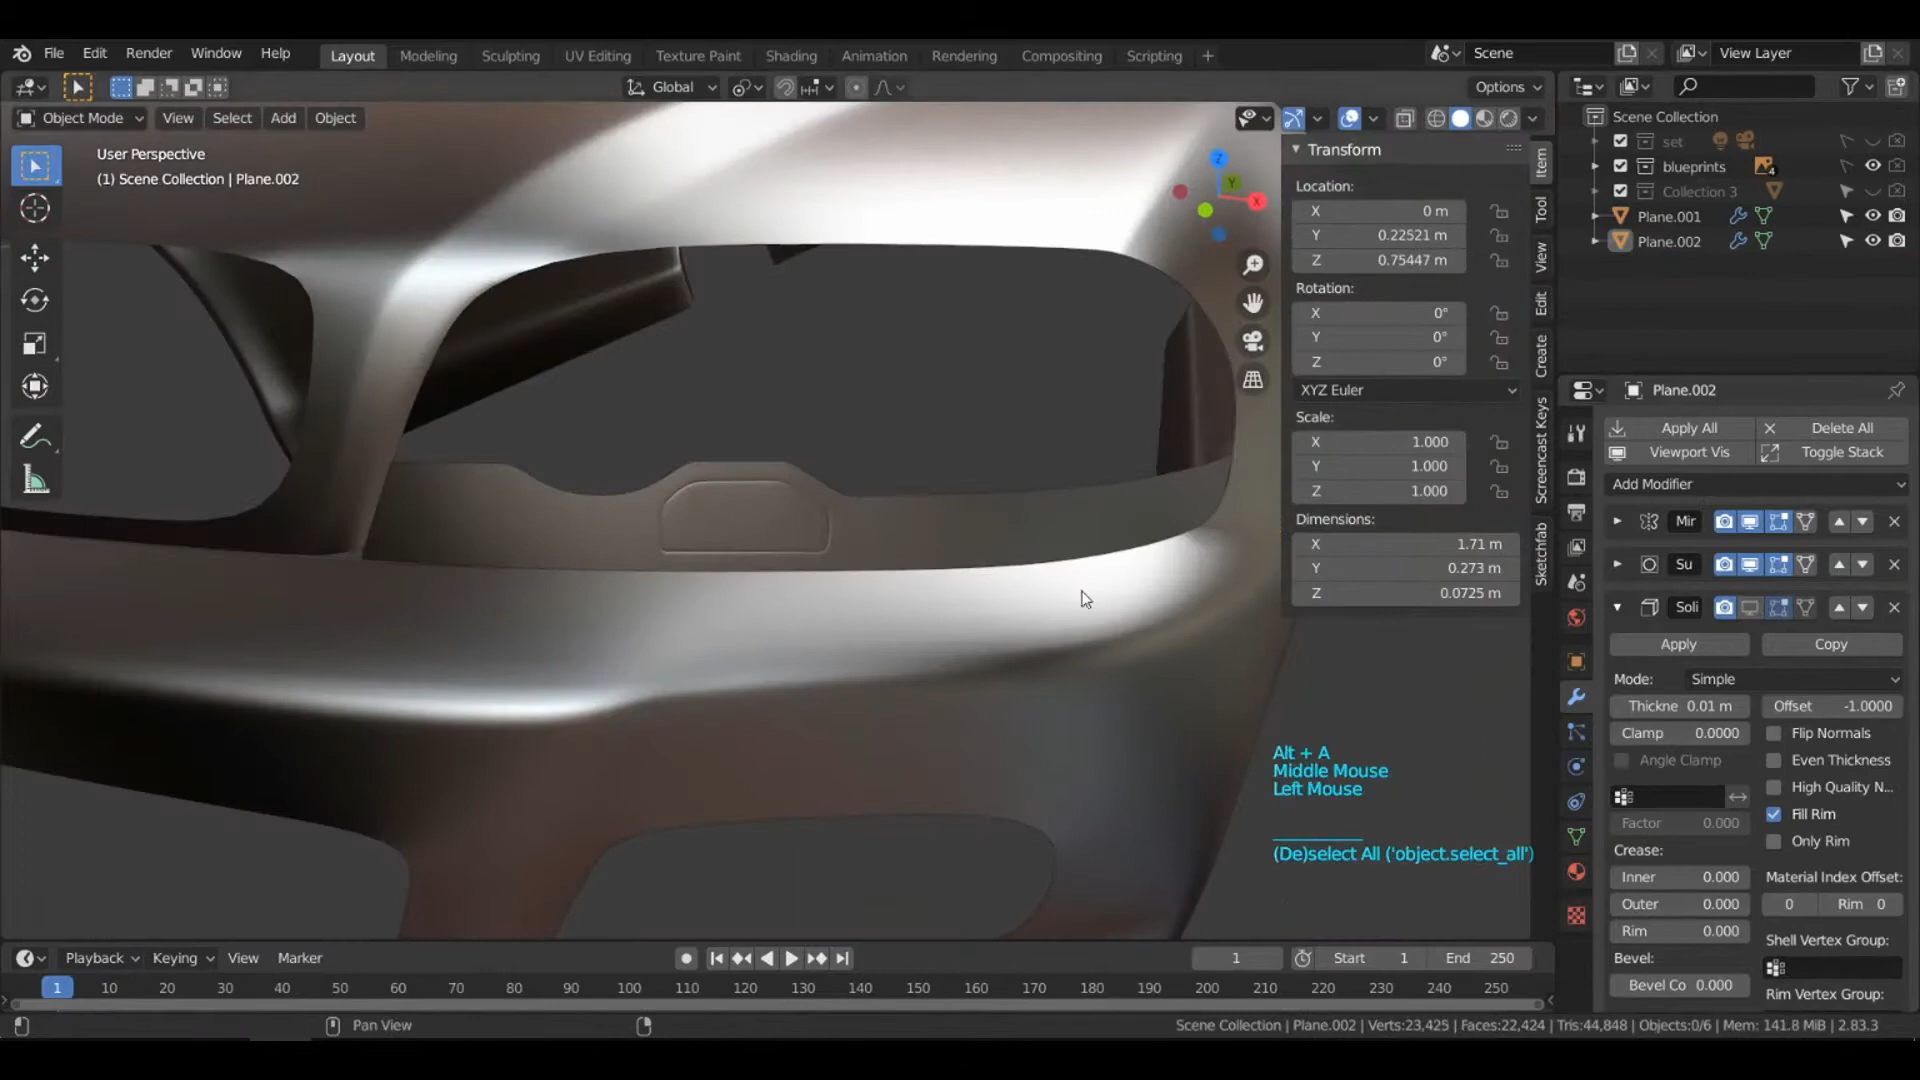 File Edit Render Window Help Layout Modeling Sculpting UV Editing Texture Paint Shading Animation Rendering Compositing Scripting + Scene View Layer
Global Options
Object Mode View Select Add Object
User Perspective
(1) Scene Collection | Plane.002
Z
Y
X
Transform
Location:
X 0 m
Y 0.22521 m
Z 0.75447 m
Rotation:
X 0°
Y 0°
Z 0°
XYZ Euler
Scale:
X 1.000
Y 1.000
Z 1.000
Dimensions:
X 1.71 m
Y 0.273 m
Z 0.0725 m
Item
Tool
View
Edit
Create
Screencast Keys
Sketchfab
Scene Collection
set
blueprints 4
Collection 3
Plane.001
Plane.002
Plane.002
Apply All Delete All
Viewport Vis Toggle Stack
Add Modifier
Mir
Su
Soli
Apply Copy
Mode: Simple
Thickne 0.01 m Offset -1.0000
Clamp 0.0000 Flip Normals
Angle Clamp Even Thickness
High Quality N...
Fill Rim
Factor 0.000
Only Rim
Crease:
Inner 0.000 Material Index Offset:
Outer 0.000 0 Rim 0
Rim 0.000
Shell Vertex Group:
Bevel:
Bevel Co 0.000
Rim Vertex Group:
Alt + A
Middle Mouse
Left Mouse
(De)select All ('object.select_all')
Playback Keying View Marker 1 Start 1 End 250
1 10 20 30 40 50 60 70 80 90 100 110 120 130 140 150 160 170 180 190 200 210 220 230 240 250
Pan View
Scene Collection | Plane.002 | Verts:23,425 | Faces:22,424 | Tris:44,848 | Objects:0/6 | Mem: 141.8 MiB | 2.83.3